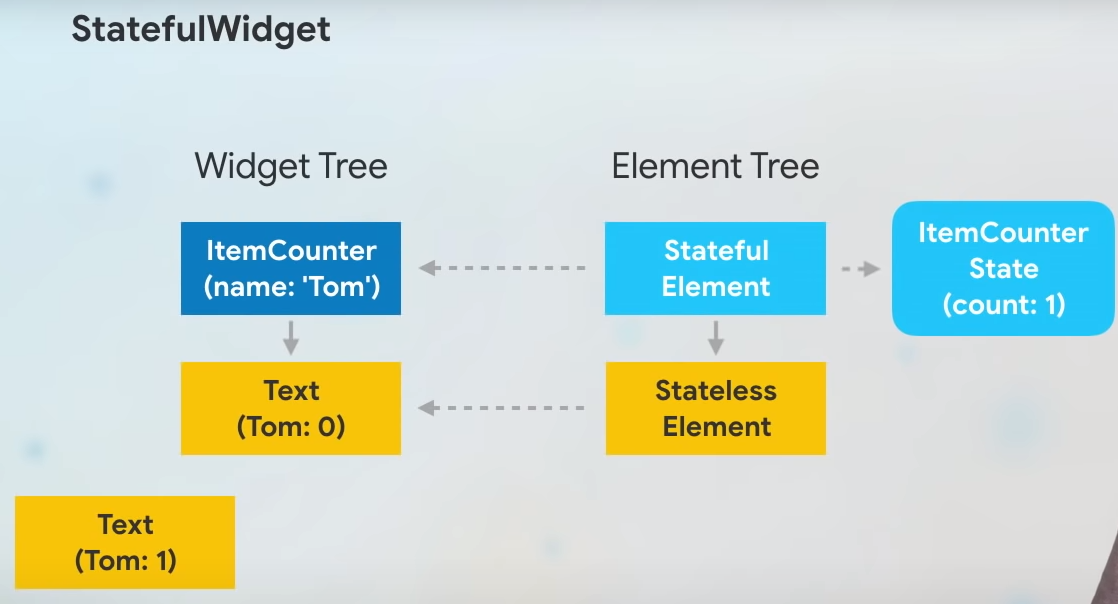 StatefulWidget
Widget Tree
Element Tree
ItemCounter
(name: 'Tom')
Stateful
Element
ItemCounter
State
(count: 1)
Text
(Tom: 0)
Stateless
Element
Text
(Tom: 1)